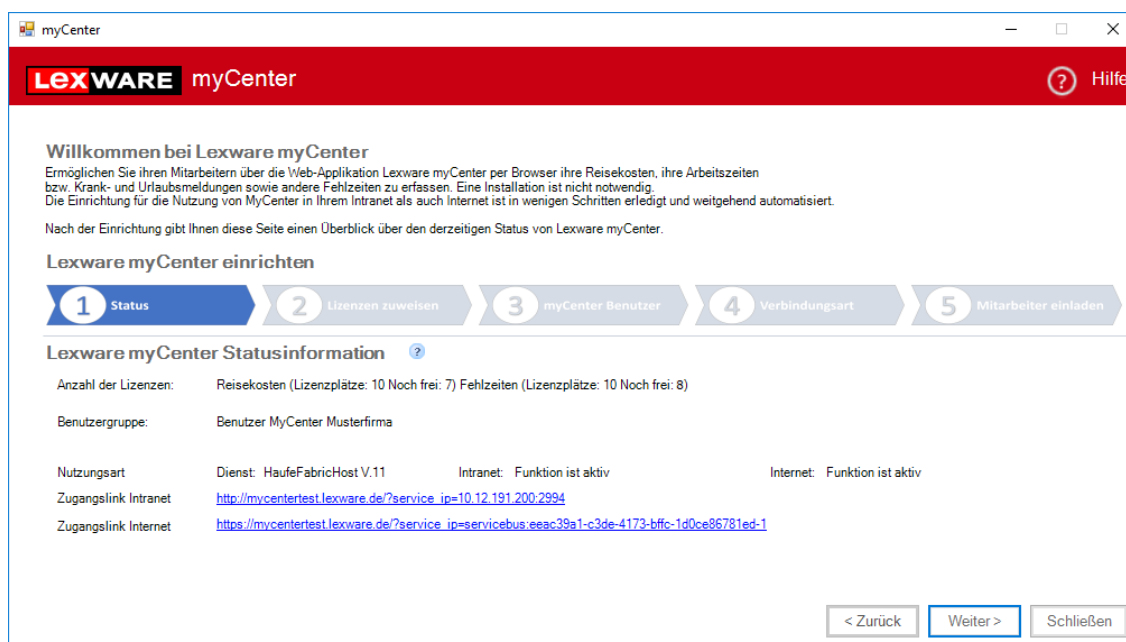 myCenter
LEXWARE myCenter
? Hilfe
Willkommen bei Lexware myCenter
Ermöglichen Sie ihren Mitarbeitern über die Web-Applikation Lexware myCenter per Browser ihre Reisekosten, ihre Arbeitszeiten
bzw. Krank- und Urlaubsmeldungen sowie andere Fehlzeiten zu erfassen. Eine Installation ist nicht notwendig.
Die Einrichtung für die Nutzung von MyCenter in Ihrem Intranet als auch Internet ist in wenigen Schritten erledigt und weitgehend automatisiert.
Nach der Einrichtung gibt Ihnen diese Seite einen Überblick über den derzeitigen Status von Lexware myCenter.
Lexware myCenter einrichten
1 Status 2 Lizenzen zuweisen 3 myCenter Benutzer 4 Verbindungsart 5 Mitarbeiter einladen
Lexware myCenter Statusinformation ?
Anzahl der Lizenzen: Reisekosten (Lizenzplätze: 10 Noch frei: 7) Fehlzeiten (Lizenzplätze: 10 Noch frei: 8)
Benutzergruppe: Benutzer MyCenter Musterfirma
Nutzungsart Dienst: HaufeFabricHost V.11 Intranet: Funktion ist aktiv Internet: Funktion ist aktiv
Zugangslink Intranet http://mycentertest.lexware.de/?service_ip=10.12.191.200:2994
Zugangslink Internet https://mycentertest.lexware.de/?service_ip=servicebus:eeac39a1-c3de-4173-bffc-1d0ce86781ed-1
< Zurück Weiter > Schließen